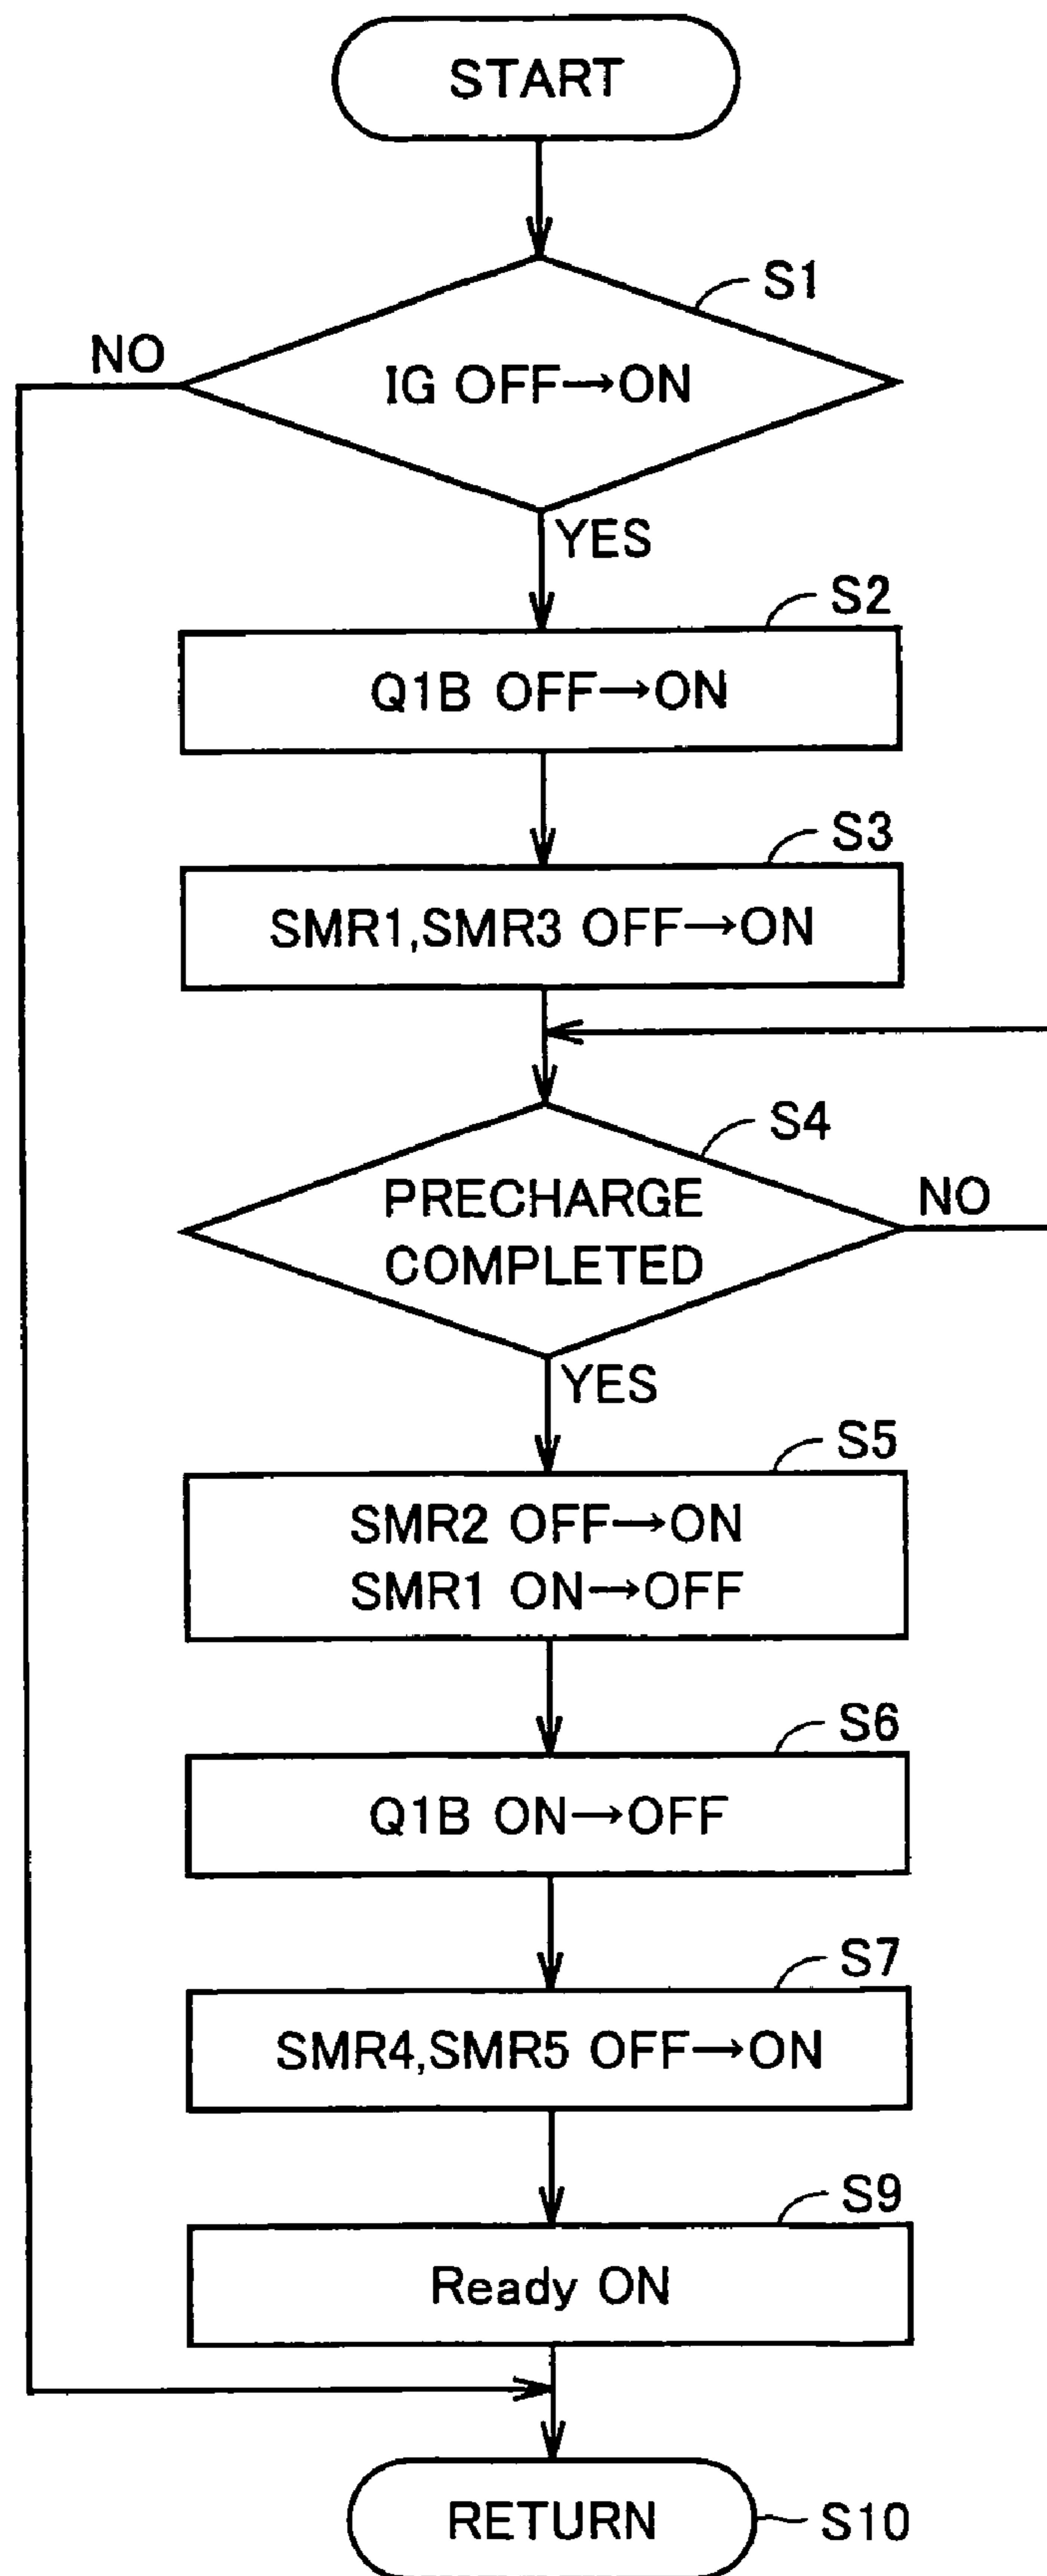 START
S1
NO
IG OFF→ON
YES
S2
Q1B OFF→ON
S3
SMR1,SMR3 OFF→ON
S4
PRECHARGE
COMPLETED
NO
YES
S5
SMR2 OFF→ON
SMR1 ON→OFF
S6
Q1B ON→OFF
S7
SMR4,SMR5 OFF→ON
S9
Ready ON
RETURN
S10